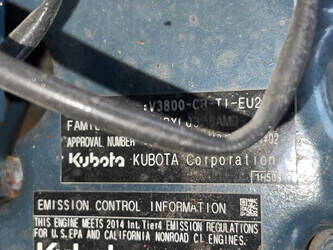 :V3800-CR-TI-EU2
FAMIL
APPROVAL NUMBER
Kubota KUBOTA Corporation
EMISSION CONTROL INFORMATION
THIS ENGINE MEETS 2014 Int.Tier4 EMISSION REGULATIONS
FOR U.S.EPA AND CALIFORNIA NONROAD CI ENGINES.